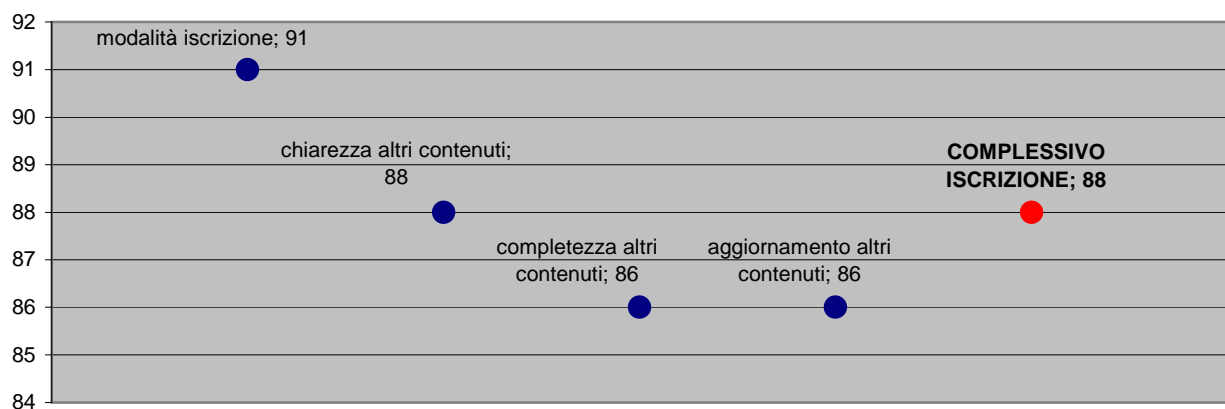 92
91
90
89
88
87
86
85
84
modalità iscrizione; 91
chiarezza altri contenuti;
88
completezza altri
contenuti; 86
aggiornamento altri
contenuti; 86
COMPLESSIVO
ISCRIZIONE; 88